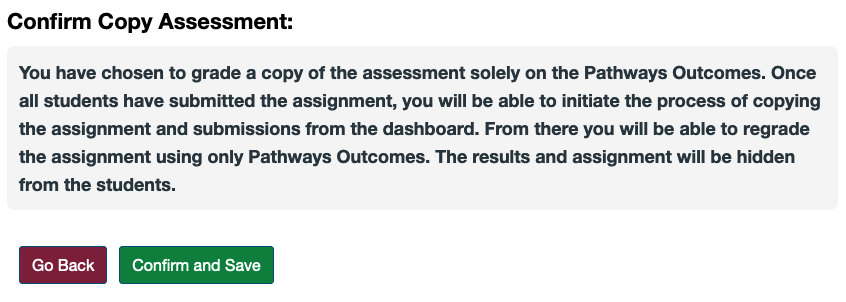 Confirm Copy Assessment:
You have chosen to grade a copy of the assessment solely on the Pathways Outcomes. Once
all students have submitted the assignment, you will be able to initiate the process of copying
the assignment and submissions from the dashboard. From there you will be able to regrade
the assignment using only Pathways Outcomes. The results and assignment will be hidden
from the students.
Go Back
Confirm and Save